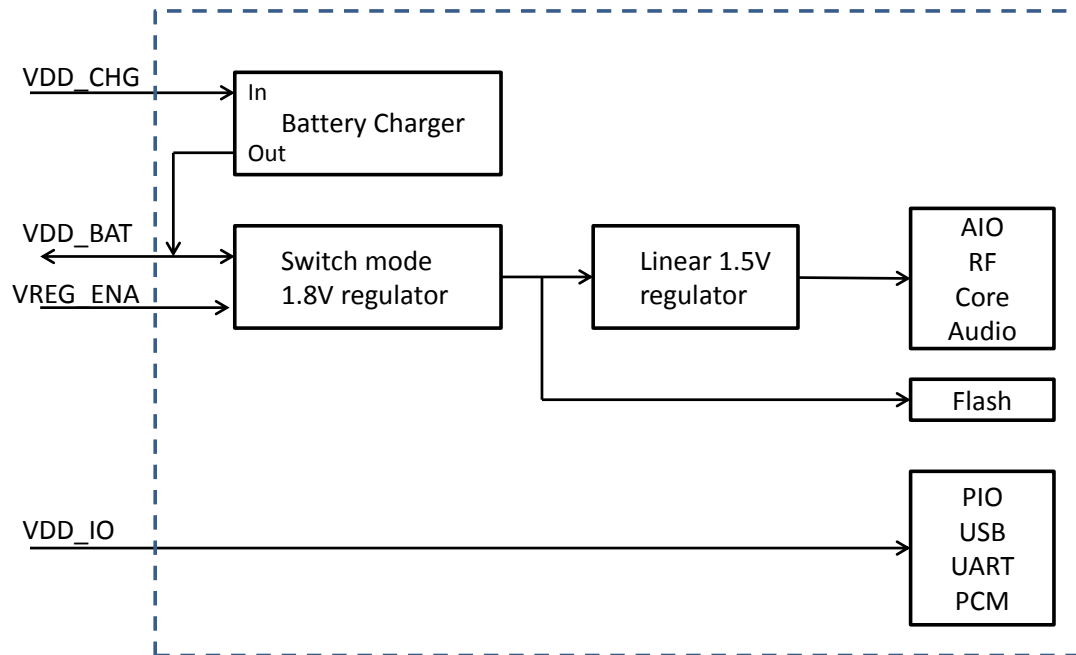 VDD_CHG
In
Battery Charger
Out
VDD_BAT
VREG_ENA
Switch mode
1.8V regulator
Linear 1.5V
regulator
AIO
RF
Core
Audio
Flash
VDD_IO
PIO
USB
UART
PCM